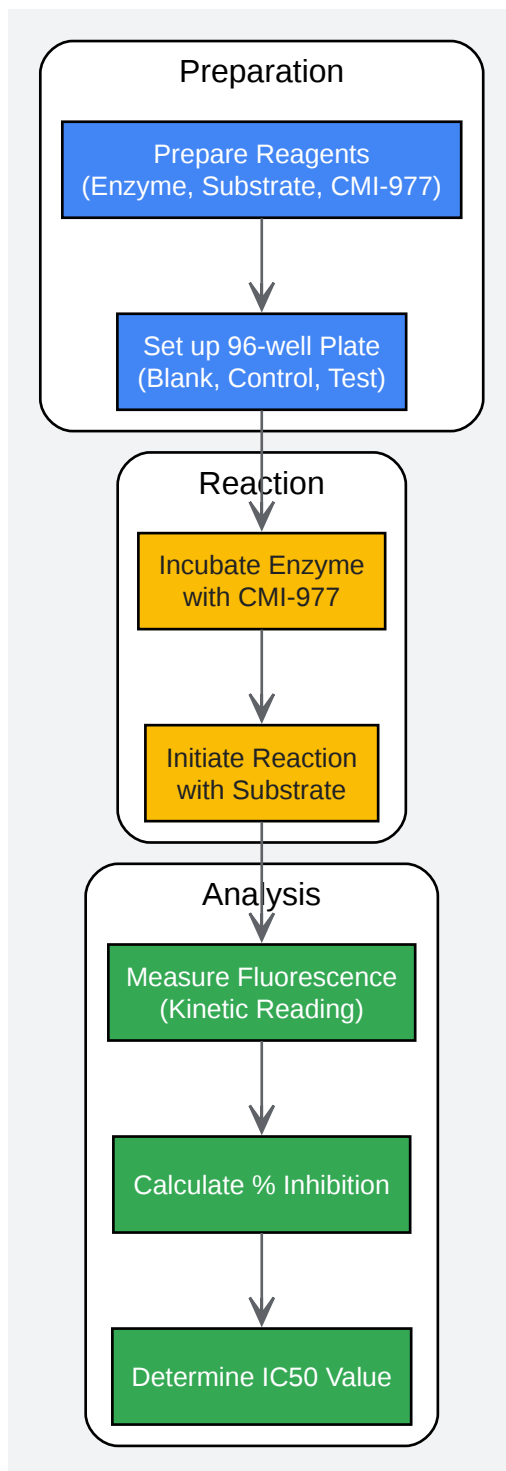 Preparation
Prepare Reagents
(Enzyme, Substrate, CMI-977)
Set up 96-well Plate
(Blank, Control, Test)
Reaction
Incubate Enzyme
with CMI-977
Initiate Reaction
with Substrate
Analysis
Measure Fluorescence
(Kinetic Reading)
Calculate % Inhibition
Determine IC50 Value